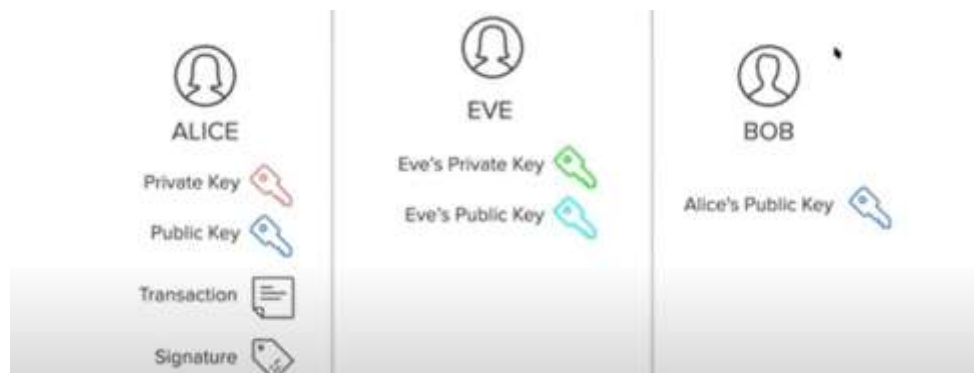 ALICE
Private Key
Public Key
Transaction
Signature
EVE
Eve's Private Key
Eve's Public Key
BOB
Alice's Public Key